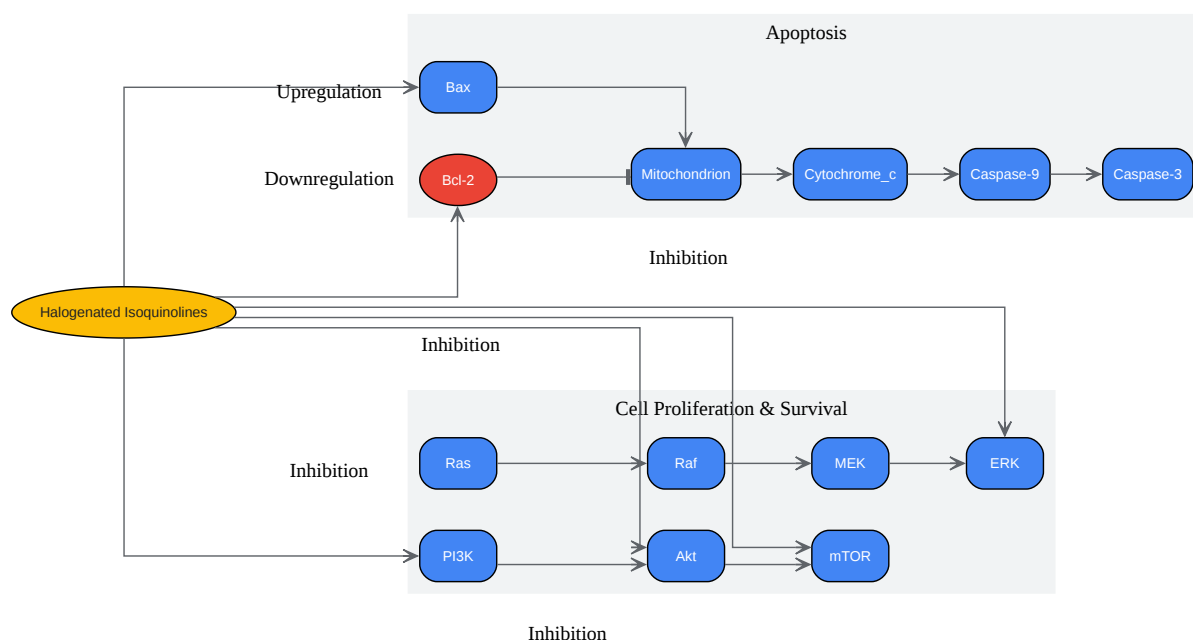 Apoptosis
Bax
Upregulation
Mitochondrion
Cytochrome_c
Caspase-9
Caspase-3
Downregulation
Bcl-2
Inhibition
Halogenated Isoquinolines
Inhibition
Cell Proliferation & Survival
Ras
Raf
MEK
ERK
Inhibition
PI3K
Akt
mTOR
Inhibition